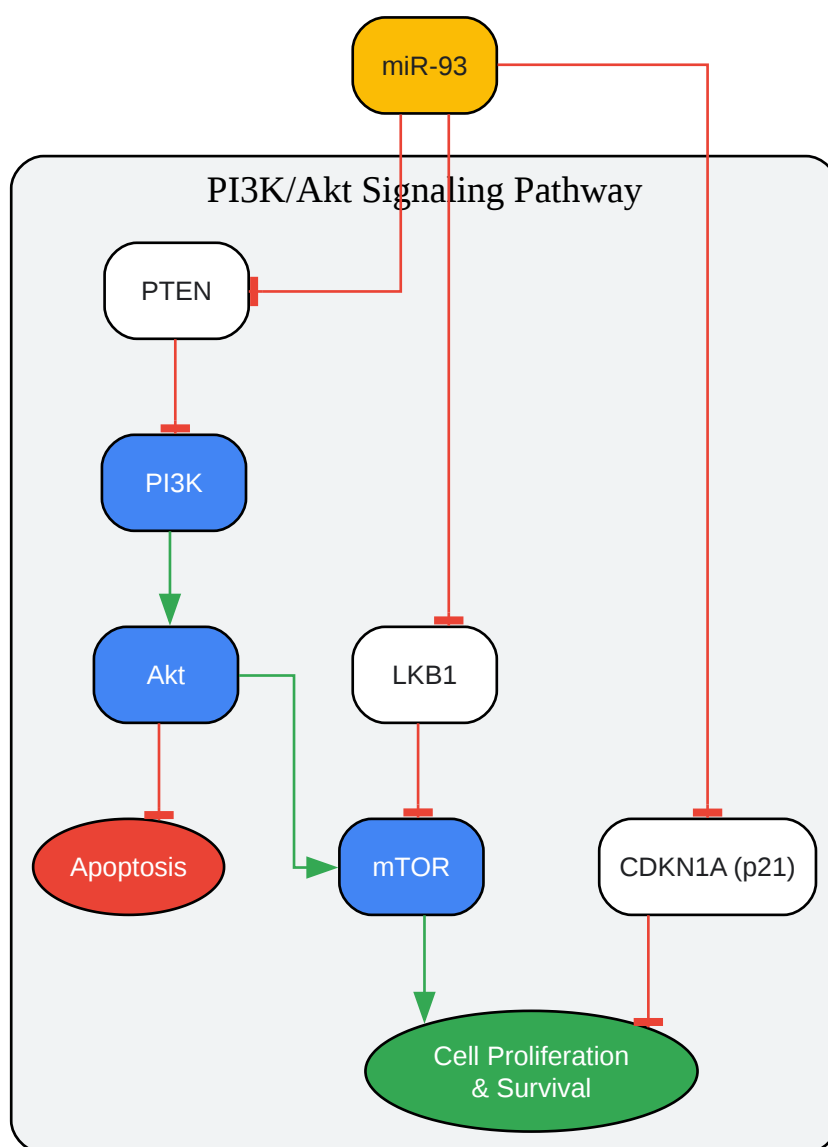 miR-93
PI3K/Akt Signaling Pathway
PTEN
PI3K
Akt
LKB1
Apoptosis
mTOR
CDKN1A (p21)
Cell Proliferation
& Survival